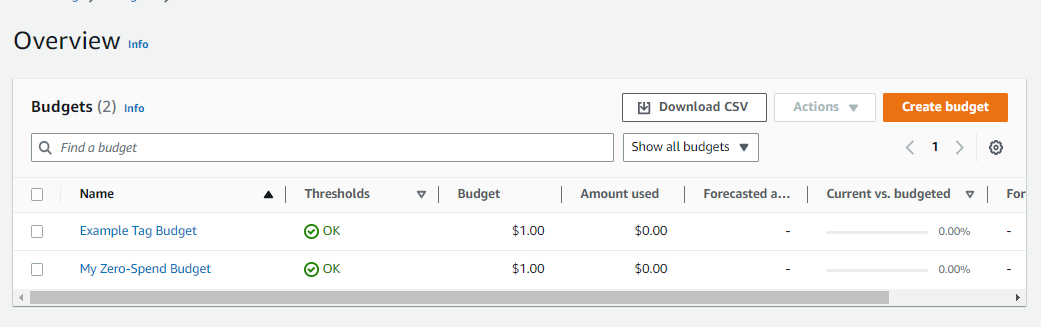 Overview Info
Budgets (2) Info
Download CSV
Actions
Create budget
Find a budget
Show all budgets
1
Name Thresholds Budget Amount used Forecasted a... Current vs. budgeted For
Example Tag Budget OK $1.00 $0.00 - 0.00% -
My Zero-Spend Budget OK $1.00 $0.00 - 0.00% -